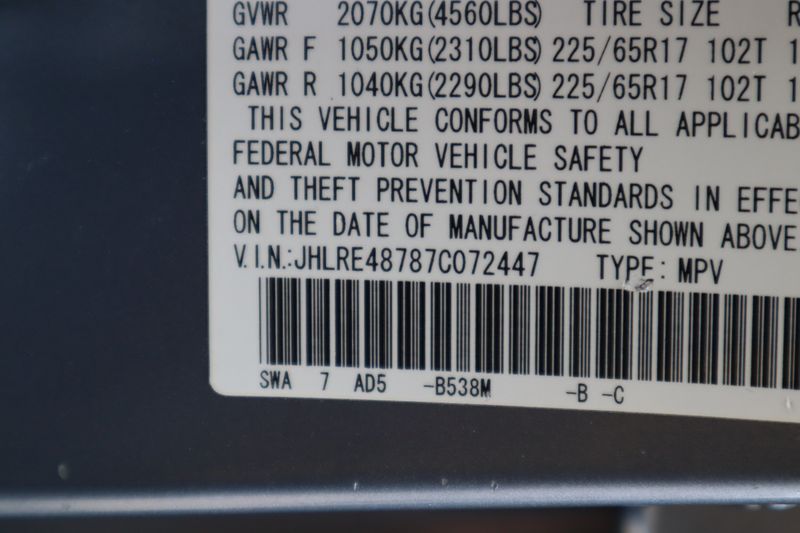 GVWR 2070KG(4560LBS) TIRE SIZE R
GAWR F 1050KG(2310LBS) 225/65R17 102T 1
GAWR R 1040KG(2290LBS) 225/65R17 102T 1
THIS VEHICLE CONFORMS TO ALL APPLICAB
FEDERAL MOTOR VEHICLE SAFETY
AND THEFT PREVENTION STANDARDS IN EFFE
ON THE DATE OF MANUFACTURE SHOWN ABOVE
V.I.N.:JHLRE48787C072447 TYPE: MPV
SWA 7 AD5 -B538M -B -C